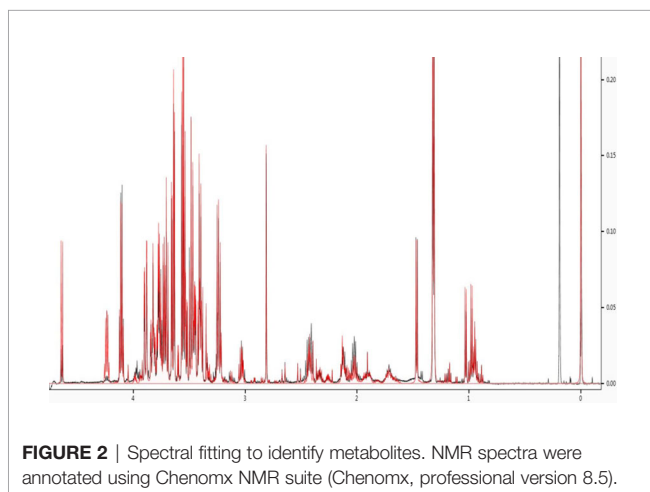 0.20
0.15
0.10
0.05
0.00
4 3 2 1 0
FIGURE 2 | Spectral fitting to identify metabolites. NMR spectra were
annotated using Chenomx NMR suite (Chenomx, professional version 8.5).